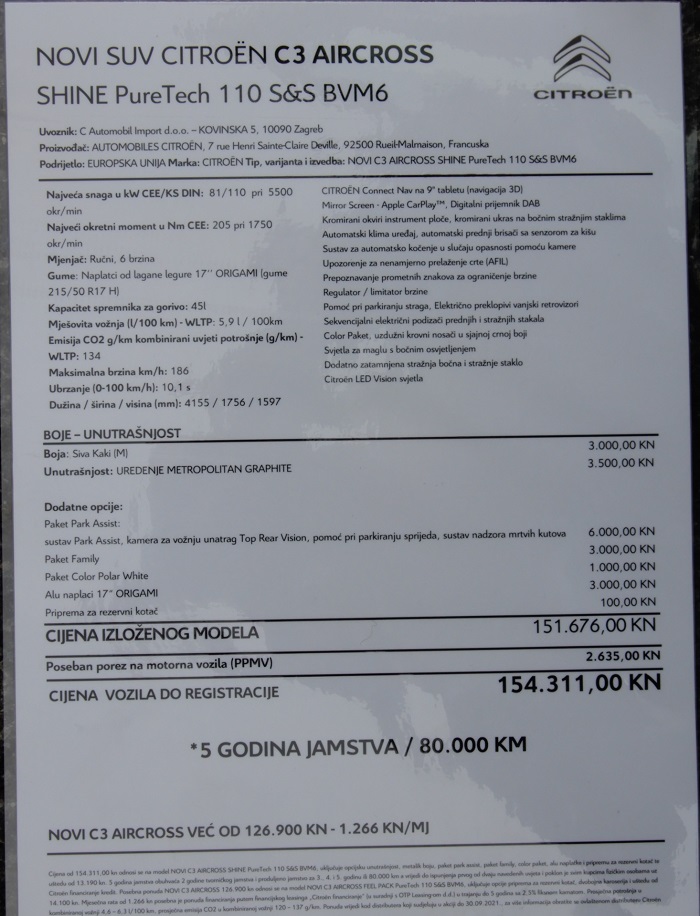 NOVI SUV CITROËN C3 AIRCROSS
SHINE PureTech 110 S&S BVM6
CITROËN
Uvoznik: C Automobil Import d.o.o. – KOVINSKA 5, 10090 Zagreb
Proizvođač: AUTOMOBILES CITROËN, 7 rue Henri Sainte-Claire Deville, 92500 Rueil-Malmaison, Francuska
Podrijetlo: EUROPSKA UNIJA Marka: CITROËN Tip, varijanta i izvedba: NOVI C3 AIRCROSS SHINE PureTech 110 S&S BVM6
Najveća snaga u kW CEE/KS DIN: 81/110 pri 5500
okr/min
Najveći okretni moment u Nm CEE: 205 pri 1750
okr/min
Mjenjač: Ručni, 6 brzina
Gume: Naplatci od lagane legure 17'' ORIGAMI (gume
215/50 R17 H)
Kapacitet spremnika za gorivo: 45l
Mješovita vožnja (l/100 km) - WLTP: 5,9 l / 100km
Emisija CO2 g/km kombinirani uvjeti potrošnje (g/km) -
WLTP: 134
Maksimalna brzina km/h: 186
Ubrzanje (0-100 km/h): 10,1 s
Dužina / širina / visina (mm): 4155 / 1756 / 1597
CITROËN Connect Nav na 9" tabletu (navigacija 3D)
Mirror Screen - Apple CarPlay™, Digitalni prijemnik DAB
Kromirani okviri instrument ploče, kromirani ukras na bočnim stražnjim staklima
Automatski klima uređaj, automatski prednji brisači sa senzorom za kišu
Sustav za automatsko kočenje u slučaju opasnosti pomoću kamere
Upozorenje za nenamjerno prelaženje crte (AFIL)
Prepoznavanje prometnih znakova za ograničenje brzine
Regulator / limitator brzine
Pomoć pri parkiranju straga, Električno preklopivi vanjski retrovizori
Sekvencijalni električni podizači prednjih i stražnjih stakala
Color Paket, uzdužni krovni nosači u sjajnoj crnoj boji
Svjetla za maglu s bočnim osvjetljenjem
Dodatno zatamnjena stražnja bočna i stražnje staklo
Citroën LED Vision svjetla
BOJE – UNUTRAŠNJOST
Boja: Siva Kaki (M) 3.000,00 KN
Unutrašnjost: UREĐENJE METROPOLITAN GRAPHITE 3.500,00 KN
Dodatne opcije:
Paket Park Assist:
sustav Park Assist, kamera za vožnju unatrag Top Rear Vision, pomoć pri parkiranju sprijeda, sustav nadzora mrtvih kutova 6.000,00 KN
Paket Family 3.000,00 KN
Paket Color Polar White 1.000,00 KN
Alu naplaci 17" ORIGAMI 3.000,00 KN
Priprema za rezervni kotač 100,00 KN
CIJENA IZLOŽENOG MODELA 151.676,00 KN
Poseban porez na motorna vozila (PPMV) 2.635,00 KN
CIJENA VOZILA DO REGISTRACIJE 154.311,00 KN
*5 GODINA JAMSTVA / 80.000 KM
NOVI C3 AIRCROSS VEĆ OD 126.900 KN - 1.266 KN/MJ